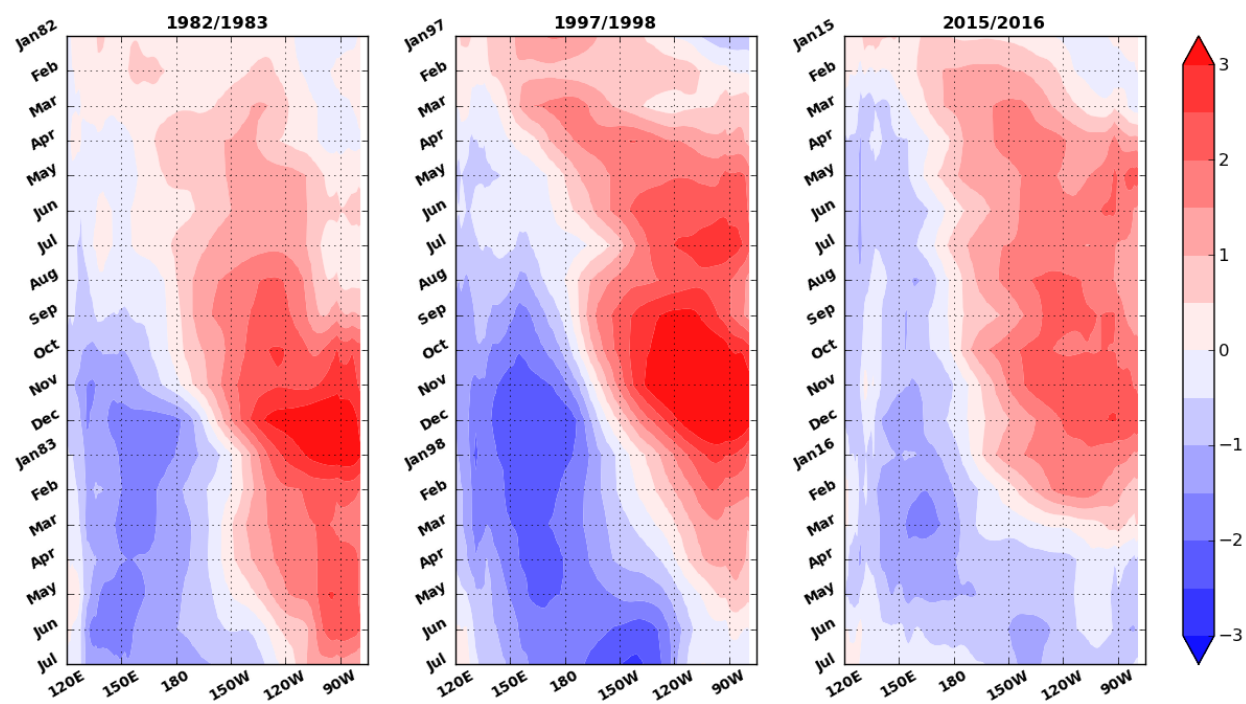 1982/1983
1997/1998
2015/2016
Jan82
Feb
Mar
Apr
May
Jun
Jul
Aug
Sep
Oct
Nov
Dec
Jan83
Feb
Mar
Apr
May
Jun
Jul
120E
150E
180
150W
120W
90W
Jan97
Feb
Mar
Apr
May
Jun
Jul
Aug
Sep
Oct
Nov
Dec
Jan98
Feb
Mar
Apr
May
Jun
Jul
120E
150E
180
150W
120W
90W
Jan15
Feb
Mar
Apr
May
Jun
Jul
Aug
Sep
Oct
Nov
Dec
Jan16
Feb
Mar
Apr
May
Jun
Jul
120E
150E
180
150W
120W
90W
3
2
1
0
−1
−2
−3